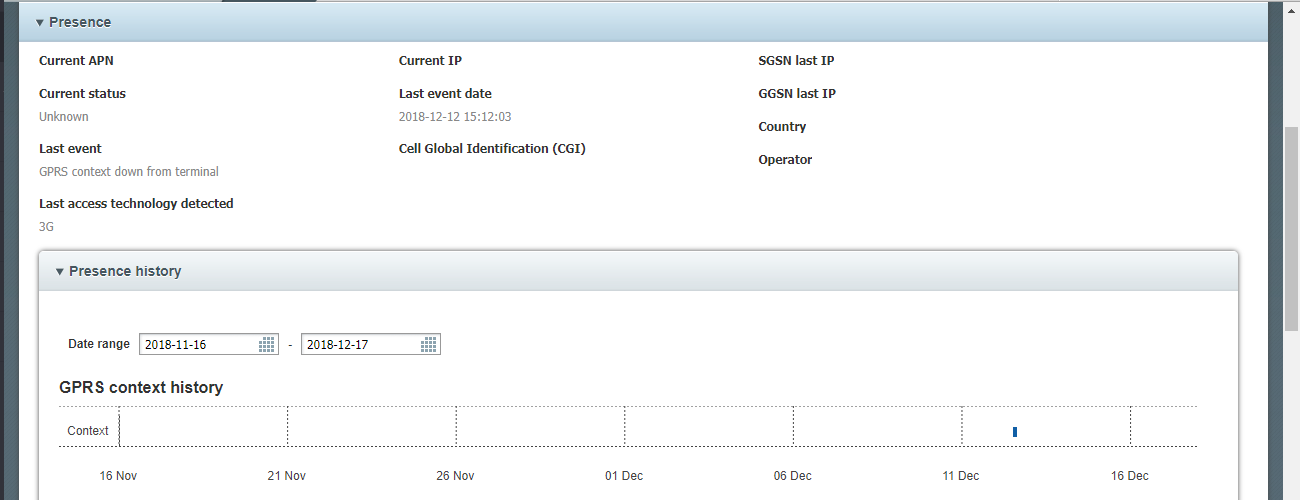 Presence
Current APN
Current IP
SGSN last IP
Current status
Last event date
GGSN last IP
Unknown
2018-12-12 15:12:03
Country
Last event
Cell Global Identification (CGI)
Operator
GPRS context down from terminal
Last access technology detected
3G
Presence history
Date range 2018-11-16 - 2018-12-17
GPRS context history
Context
16 Nov 21 Nov 26 Nov 01 Dec 06 Dec 11 Dec 16 Dec